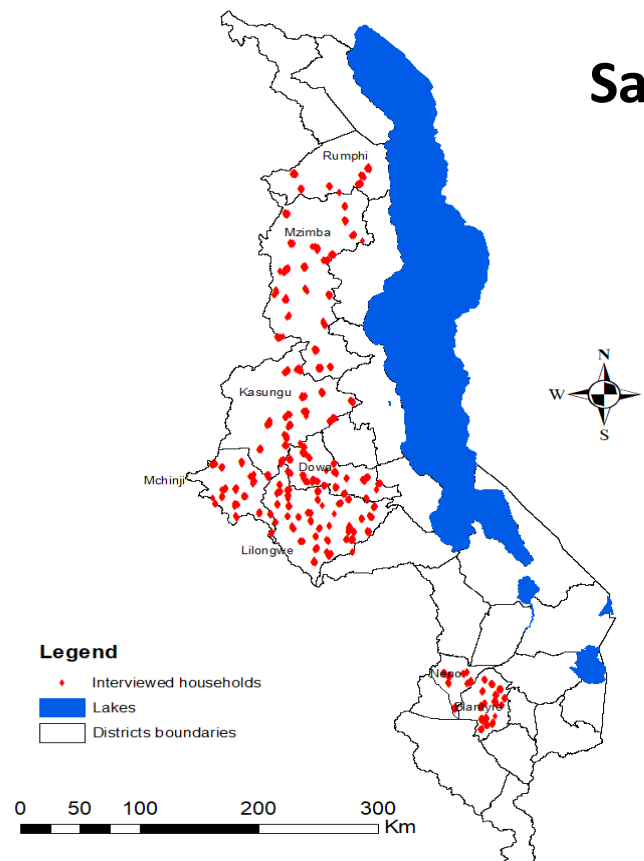 Sa
Rumphi
Mzimba
N
W E
S
Kasungu
Dowa
Mchinji
Lilongwe
Neno
Blantyre
Legend
Interviewed households
Lakes
Districts boundaries
0 50 100 200 300
Km